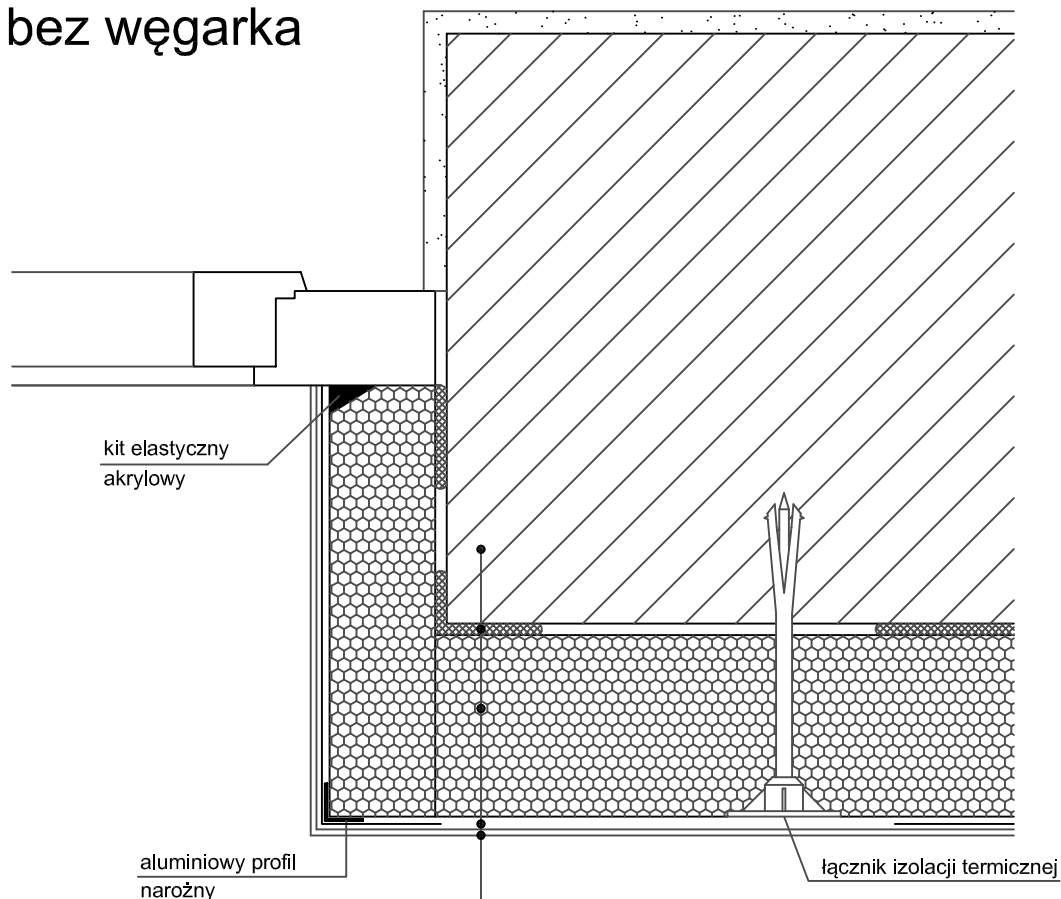 bez węgarka
kit elastyczny
akrylowy
aluminiowy profil
narożny
łącznik izolacji termicznej